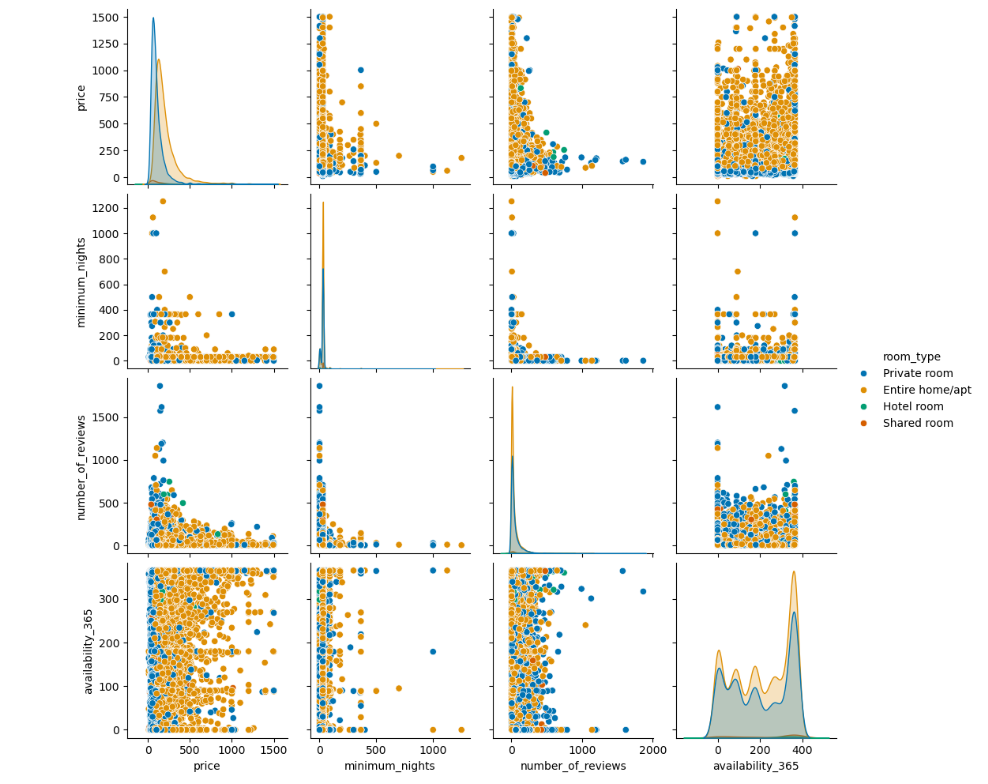 1500
1250
1000
750
500
250
0
price
1200
1000
800
600
400
200
0
minimum_nights
1500
1000
500
0
number_of_reviews
300
200
100
0
availability_365
0 500 1000 1500
price
0 500 1000
minimum_nights
0 1000 2000
number_of_reviews
0 200 400
availability_365
room_type
Private room
Entire home/apt
Hotel room
Shared room